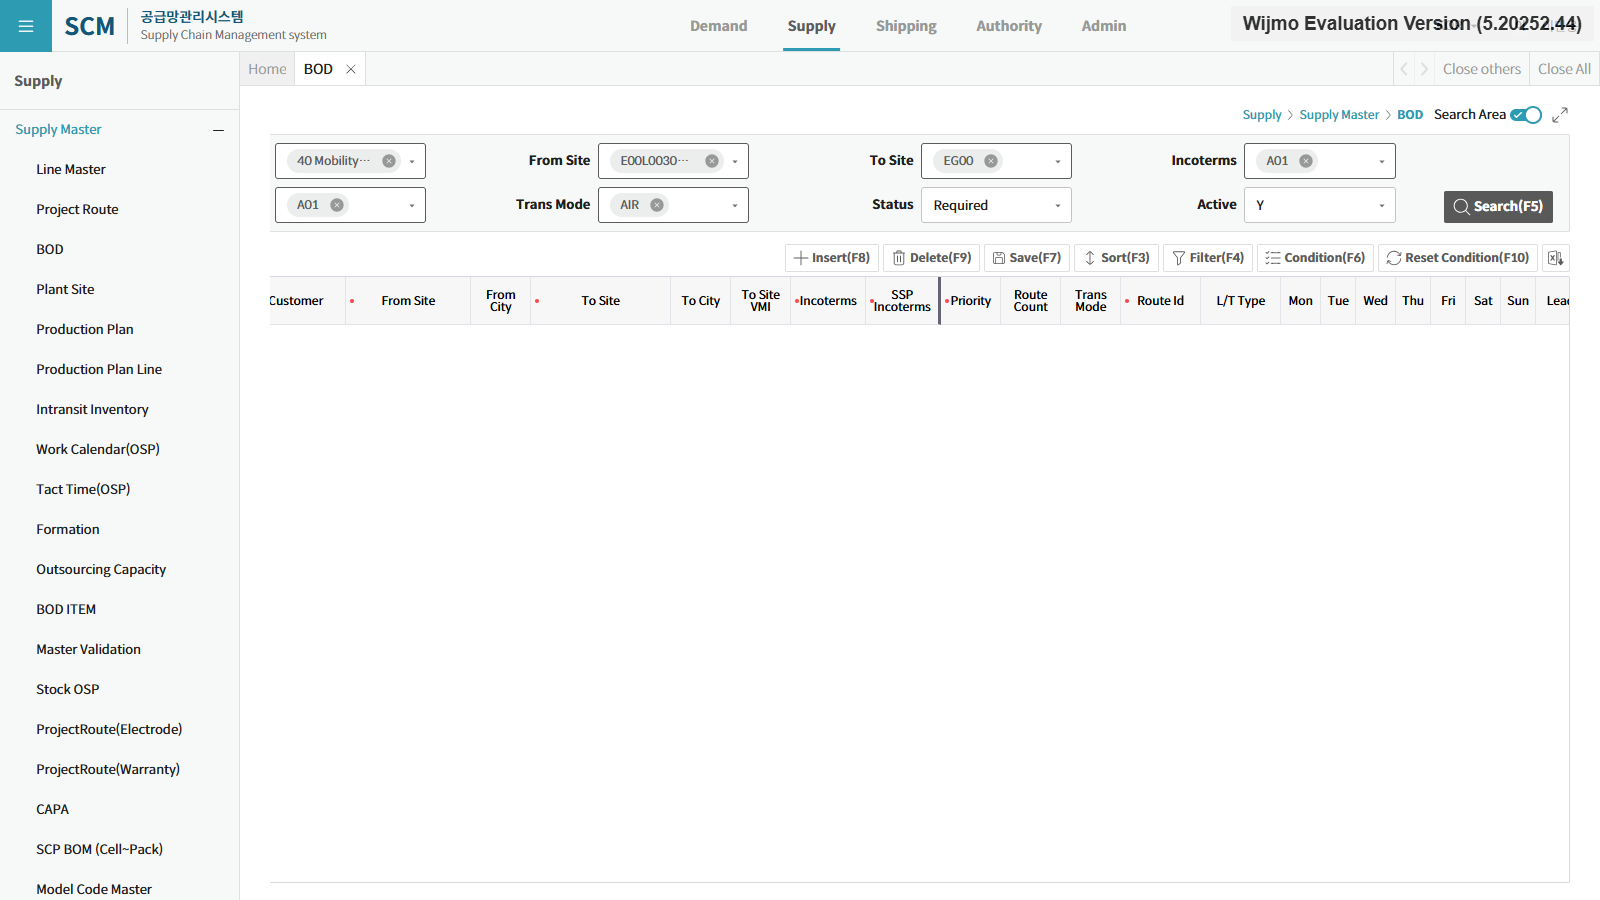 SCM
공급망관리시스템
Supply Chain Management system
Demand
Supply
Shipping
Authority
Admin
Wijmo Evaluation Version (5.20252.44)
Supply
Home
BOD
Close others
Close All
Supply Master
Line Master
Project Route
BOD
Plant Site
Production Plan
Production Plan Line
Intransit Inventory
Work Calendar(OSP)
Tact Time(OSP)
Formation
Outsourcing Capacity
BOD ITEM
Master Validation
Stock OSP
ProjectRoute(Electrode)
ProjectRoute(Warranty)
CAPA
SCP BOM (Cell~Pack)
Model Code Master
Supply > Supply Master > BOD
Search Area
40 Mobility···
From Site
E00L0030···
To Site
EG00
Incoterms
A01
A01
Trans Mode
AIR
Status
Required
Active
Y
Search(F5)
Insert(F8)
Delete(F9)
Save(F7)
Sort(F3)
Filter(F4)
Condition(F6)
Reset Condition(F10)
Customer
From Site
From
City
To Site
To City
To Site
VMI
Incoterms
SSP
Incoterms
Priority
Route
Count
Trans
Mode
Route Id
L/T Type
Mon
Tue
Wed
Thu
Fri
Sat
Sun